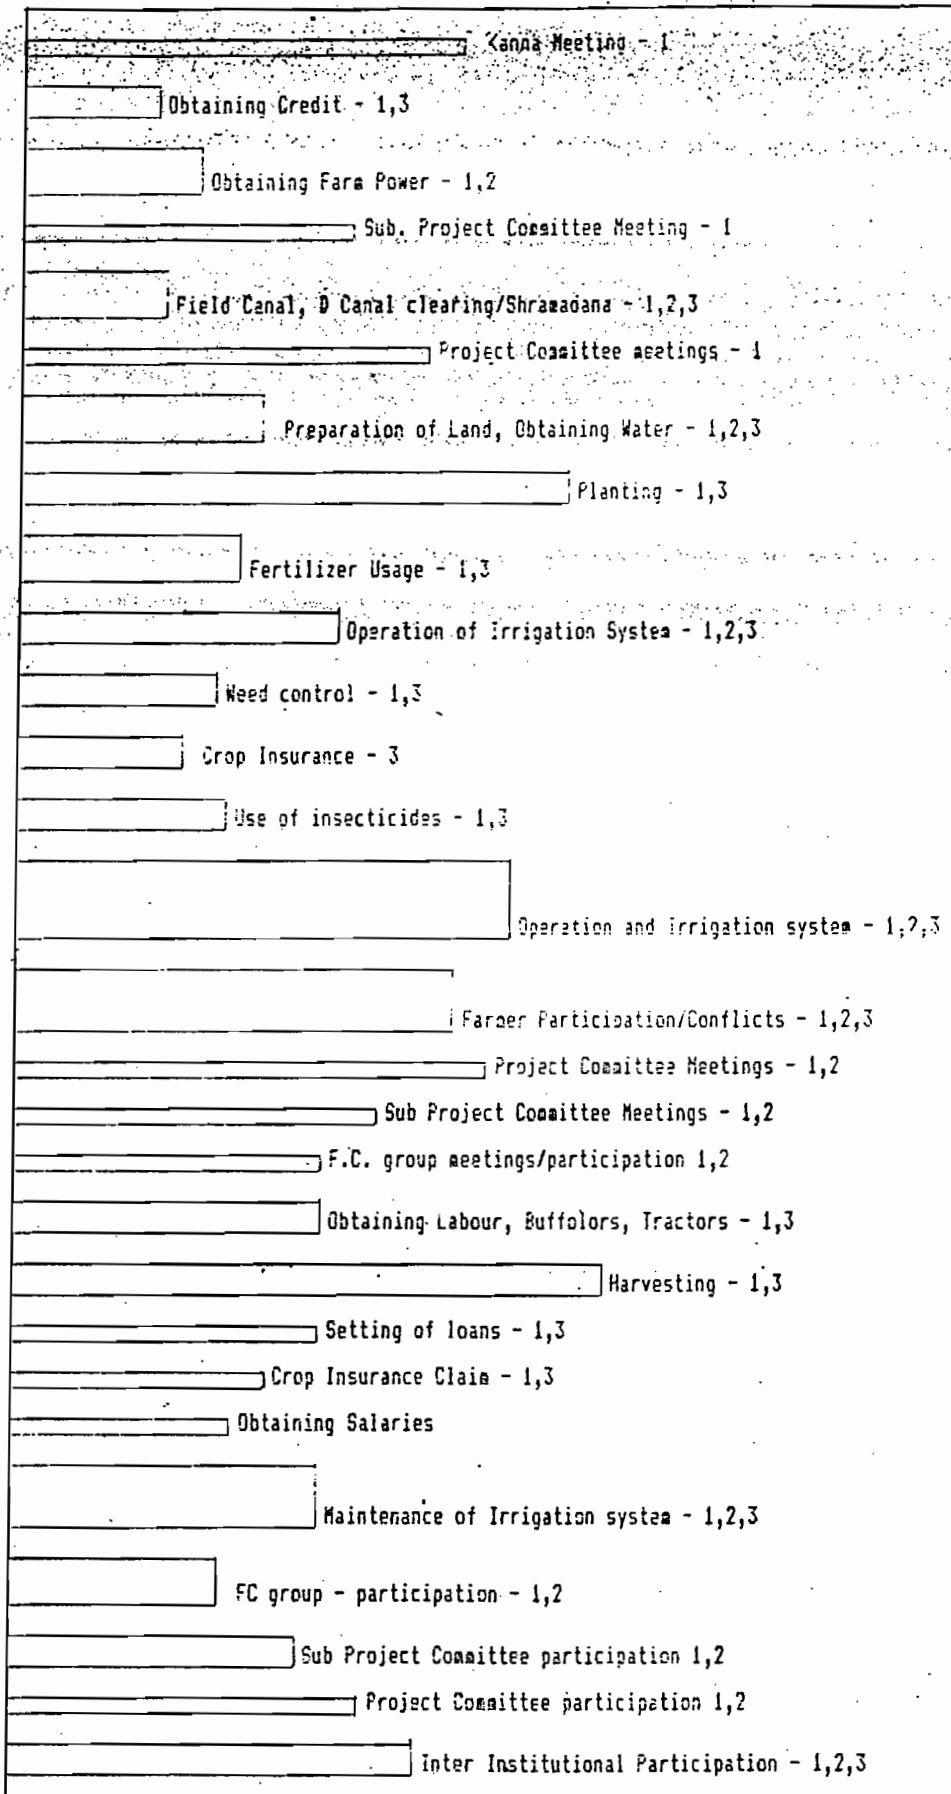 Kanna Meeting - 1
Obtaining Credit - 1,3
Obtaining Farm Power - 1,2
Sub. Project Committee Meeting - 1
Field Canal, D Canal clearing/Shramadana - 1,2,3
Project Committee meetings - 1
Preparation of Land, Obtaining Water - 1,2,3
Planting - 1,3
Fertilizer Usage - 1,3
Operation of Irrigation System - 1,2,3
Weed control - 1,3
Crop Insurance - 3
Use of insecticides - 1,3
Operation and Irrigation system - 1,2,3
Farmer Participation/Conflicts - 1,2,3
Project Committee Meetings - 1,2
Sub Project Committee Meetings - 1,2
F.C. group meetings/participation 1,2
Obtaining Labour, Buffolors, Tractors - 1,3
Harvesting - 1,3
Setting of loans - 1,3
Crop Insurance Claim - 1,3
Obtaining Salaries
Maintenance of Irrigation system - 1,2,3
FC group - participation - 1,2
Sub Project Committee participation 1,2
Project Committee participation 1,2
Inter Institutional Participation - 1,2,3